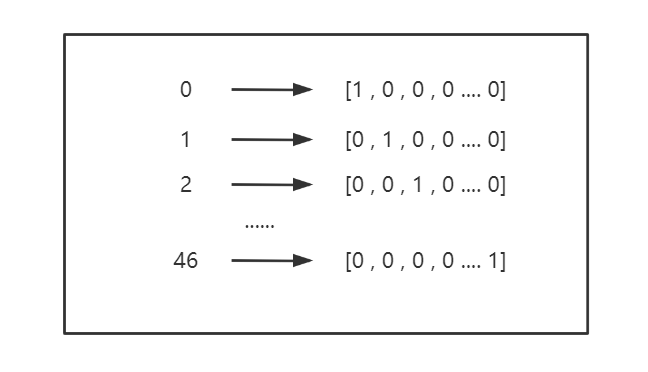 0 [1 , 0 , 0 , 0 .... 0]
1 [0 , 1 , 0 , 0 .... 0]
2 [0 , 0 , 1 , 0 .... 0]
......
46 [0 , 0 , 0 , 0 .... 1]